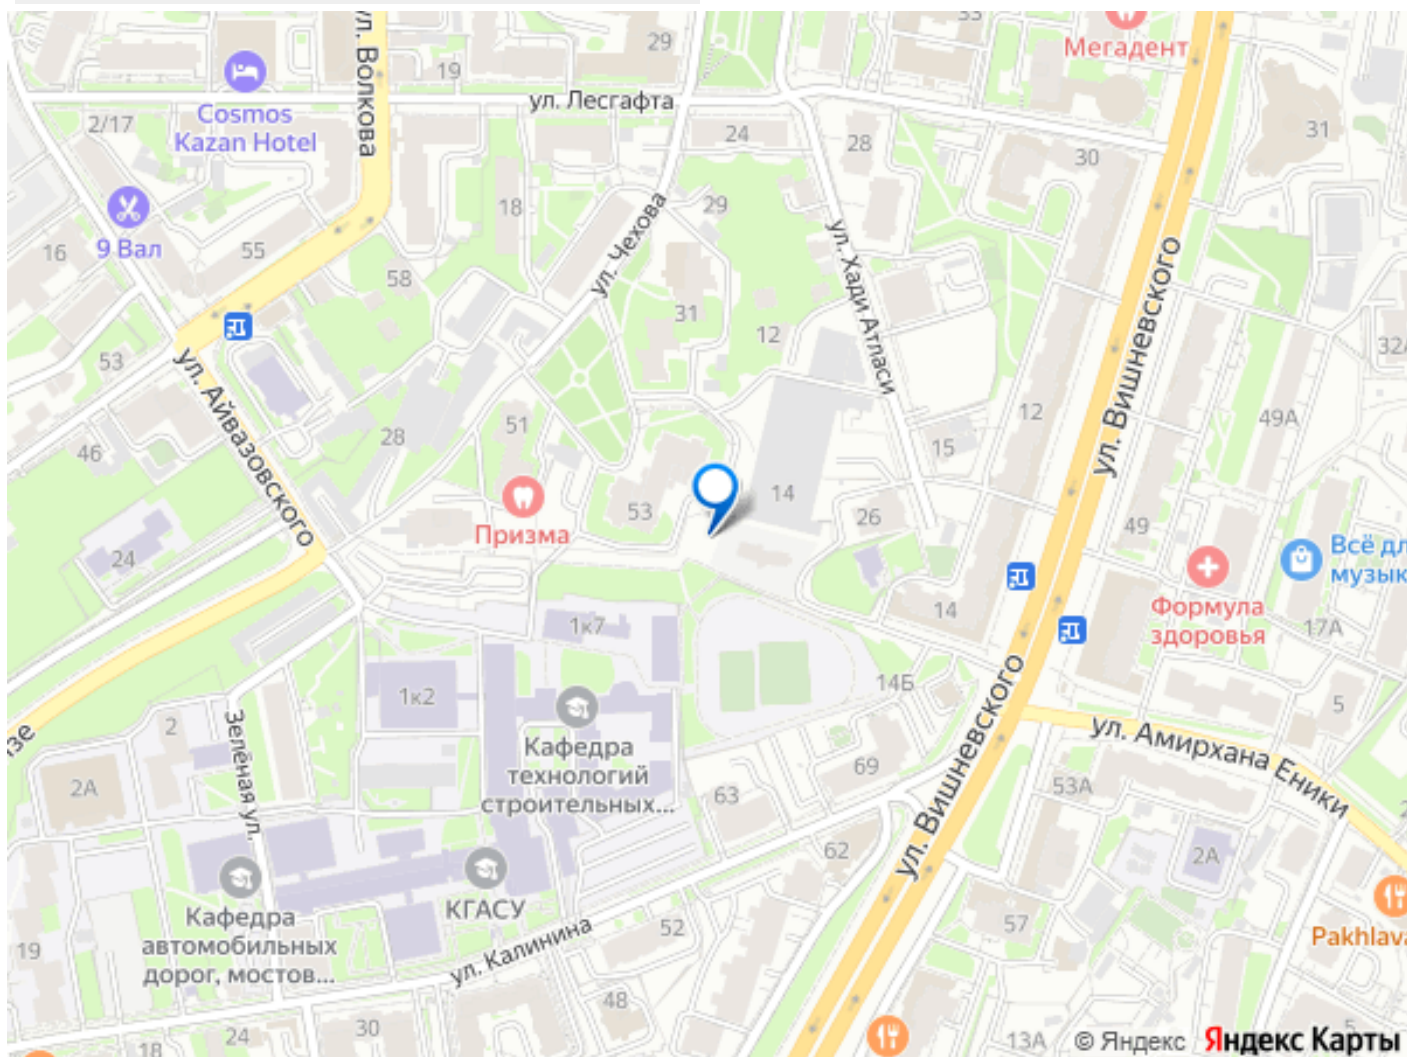 33
Мегадент
29
19
ул. Волкова
Cosmos
Kazan Hotel
ул. Лесгафта
2/17
24
28
30
31
9 Вал
16
55
18
29
ул. Чехова
58
31
12
ул. Хади Атласи
ул. Вишневского
32А
53
ул. Айвазовского
46
28
51
12
15
49А
14
26
49
53
Призма
24
Формула
здоровья
Всё дл
музык
17А
14
1к7
14Б
1к2
Кафедра
технологий
строительных...
2
Зелёная ул.
2А
зе
63
69
62
ул. Вишневского
ул. Амирхана Еники
5
53А
2А
КГАСУ
Кафедра
автомобильных
дорог, мостов...
19
ул. Калинина
52
57
Pakhlava
48
30
24
18
13А
© Яндекс Яндекс Карты